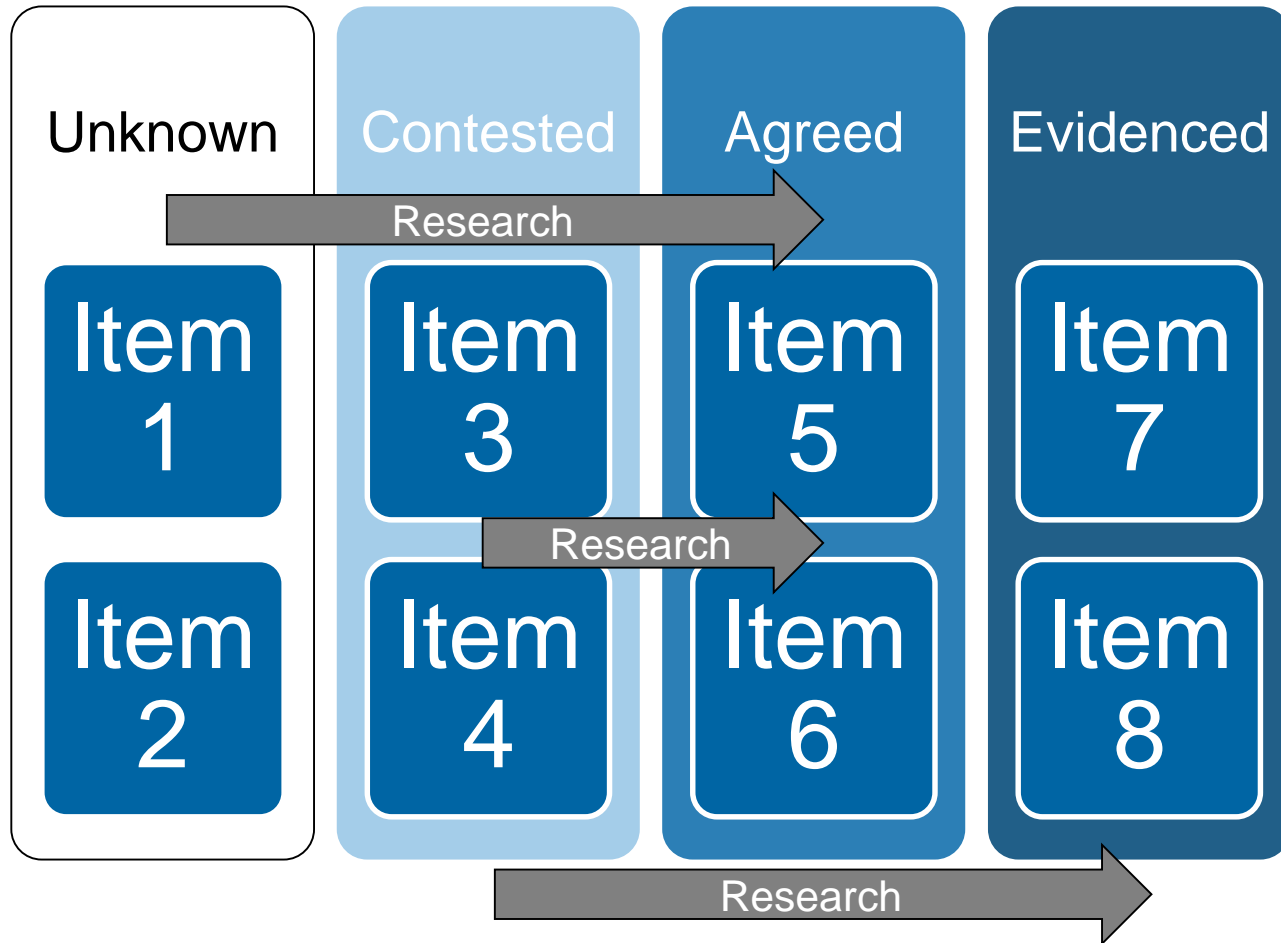 Unknown
Contested
Agreed
Evidenced
Research
Item
1
Item
3
Item
5
Item
7
Research
Item
2
Item
4
Item
6
Item
8
Research